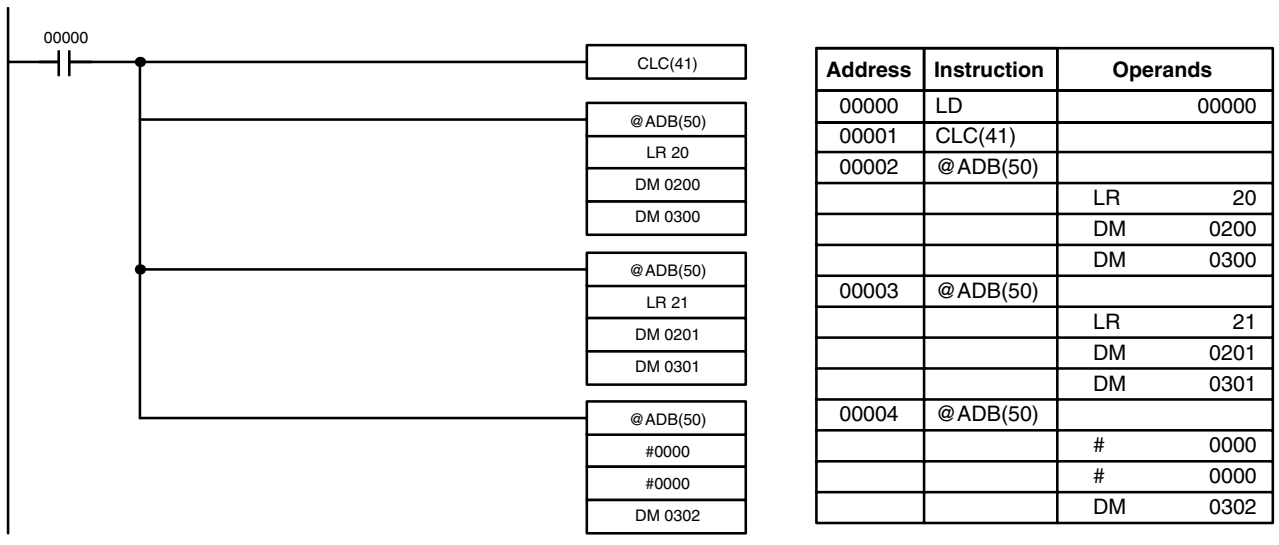 00000
CLC(41)
@ADB(50)
LR 20
DM 0200
DM 0300
@ADB(50)
LR 21
DM 0201
DM 0301
@ADB(50)
#0000
#0000
DM 0302
Address Instruction Operands
00000 LD 00000
00001 CLC(41)
00002 @ADB(50)
LR 20
DM 0200
DM 0300
00003 @ADB(50)
LR 21
DM 0201
DM 0301
00004 @ADB(50)
# 0000
# 0000
DM 0302